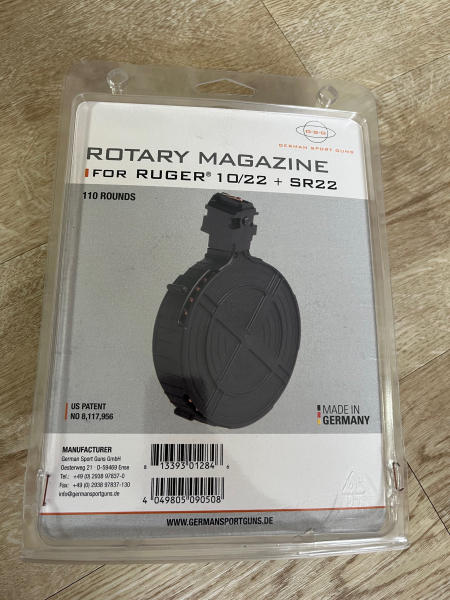 G·S·G
GERMAN SPORT GUNS
ROTARY MAGAZINE
FOR RUGER® 10/22 + SR22
110 ROUNDS
US PATENT
NO 8,117,956
MADE IN
GERMANY
MANUFACTURER
German Sport Guns GmbH
Oesterweg 21 · D-59469 Ense
Tel.: +49 (0) 2938 97837-0
Fax: +49 (0) 2938 97837-130
info@germansportguns.de
8 13393 01284 6
4 049805 090508
WWW.GERMANSPORTGUNS.DE